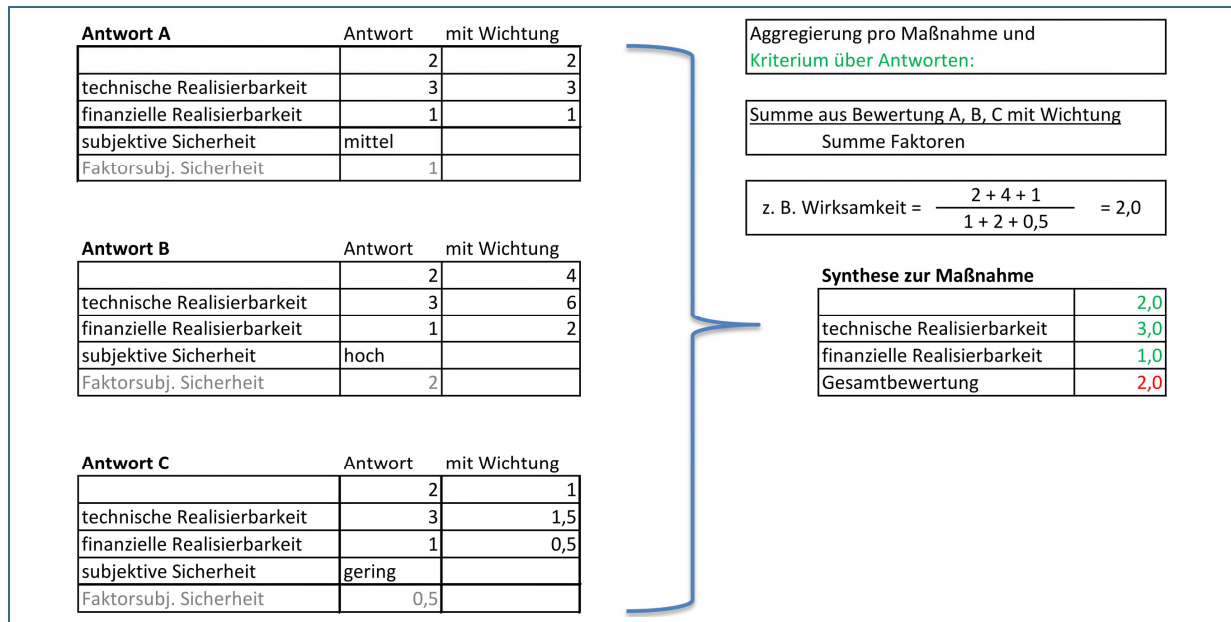 Antwort A Antwort mit Wichtung
2 2
technische Realisierbarkeit 3 3
finanzielle Realisierbarkeit 1 1
subjektive Sicherheit mittel
Faktorsubj. Sicherheit 1
Antwort B Antwort mit Wichtung
2 4
technische Realisierbarkeit 3 6
finanzielle Realisierbarkeit 1 2
subjektive Sicherheit hoch
Faktorsubj. Sicherheit 2
Antwort C Antwort mit Wichtung
2 1
technische Realisierbarkeit 3 1,5
finanzielle Realisierbarkeit 1 0,5
subjektive Sicherheit gering
Faktorsubj. Sicherheit 0,5
Aggregierung pro Maßnahme und
Kriterium über Antworten:
Summe aus Bewertung A, B, C mit Wichtung
Summe Faktoren
2 + 4 + 1
z. B. Wirksamkeit = = 2,0
1 + 2 + 0,5
Synthese zur Maßnahme
2,0
technische Realisierbarkeit 3,0
finanzielle Realisierbarkeit 1,0
Gesamtbewertung 2,0